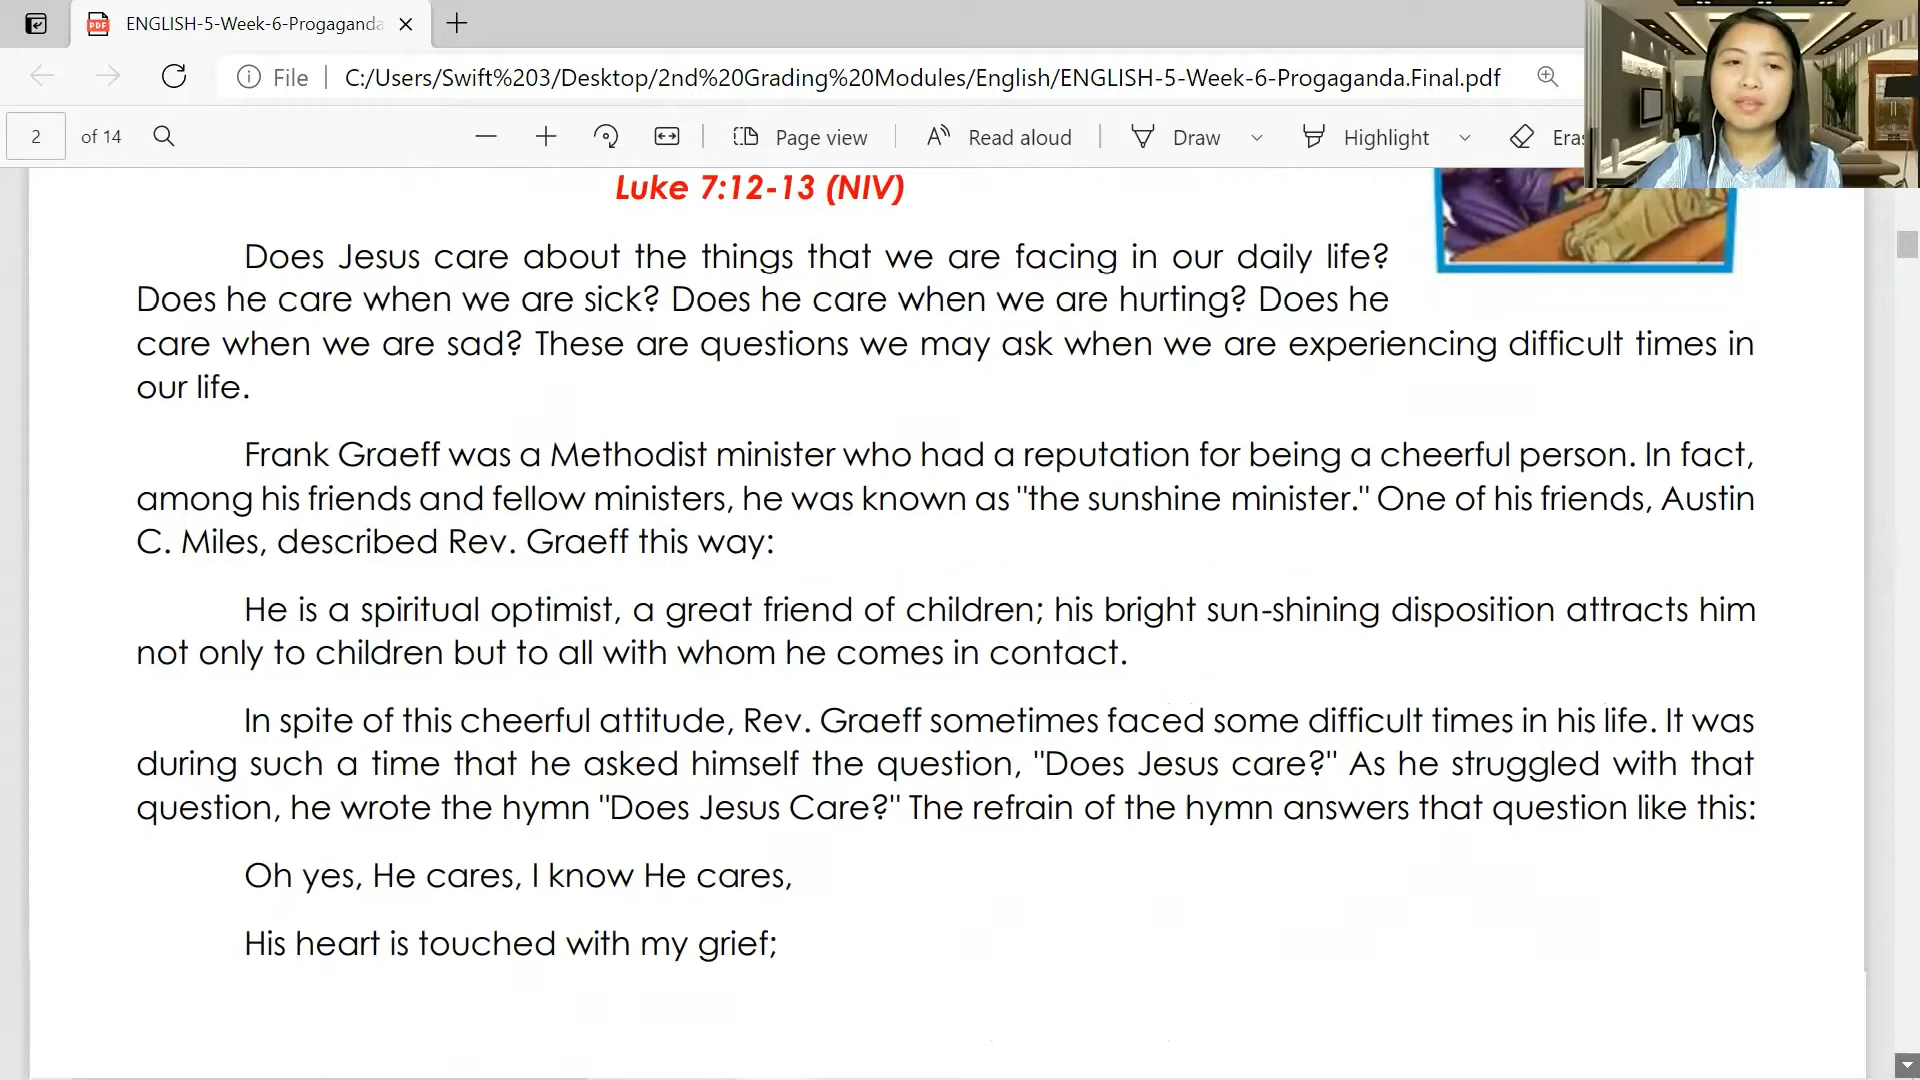 ENGLISH-5-Week-6-Progaganda
File
C:/Users/Swift%203/Desktop/2nd%20Grading%20Modules/English/ENGLISH-5-Week-6-Progaganda.Final.pdf
2 of 14
Page view
Read aloud
Draw
Highlight
Eras
Luke 7:12-13 (NIV)
Does Jesus care about the things that we are facing in our daily life?
Does he care when we are sick? Does he care when we are hurting? Does he
care when we are sad? These are questions we may ask when we are experiencing difficult times in
our life.
Frank Graeff was a Methodist minister who had a reputation for being a cheerful person. In fact,
among his friends and fellow ministers, he was known as "the sunshine minister." One of his friends, Austin
C. Miles, described Rev. Graeff this way:
He is a spiritual optimist, a great friend of children; his bright sun-shining disposition attracts him
not only to children but to all with whom he comes in contact.
In spite of this cheerful attitude, Rev. Graeff sometimes faced some difficult times in his life. It was
during such a time that he asked himself the question, "Does Jesus care?" As he struggled with that
question, he wrote the hymn "Does Jesus Care?" The refrain of the hymn answers that question like this:
Oh yes, He cares, I know He cares,
His heart is touched with my grief;